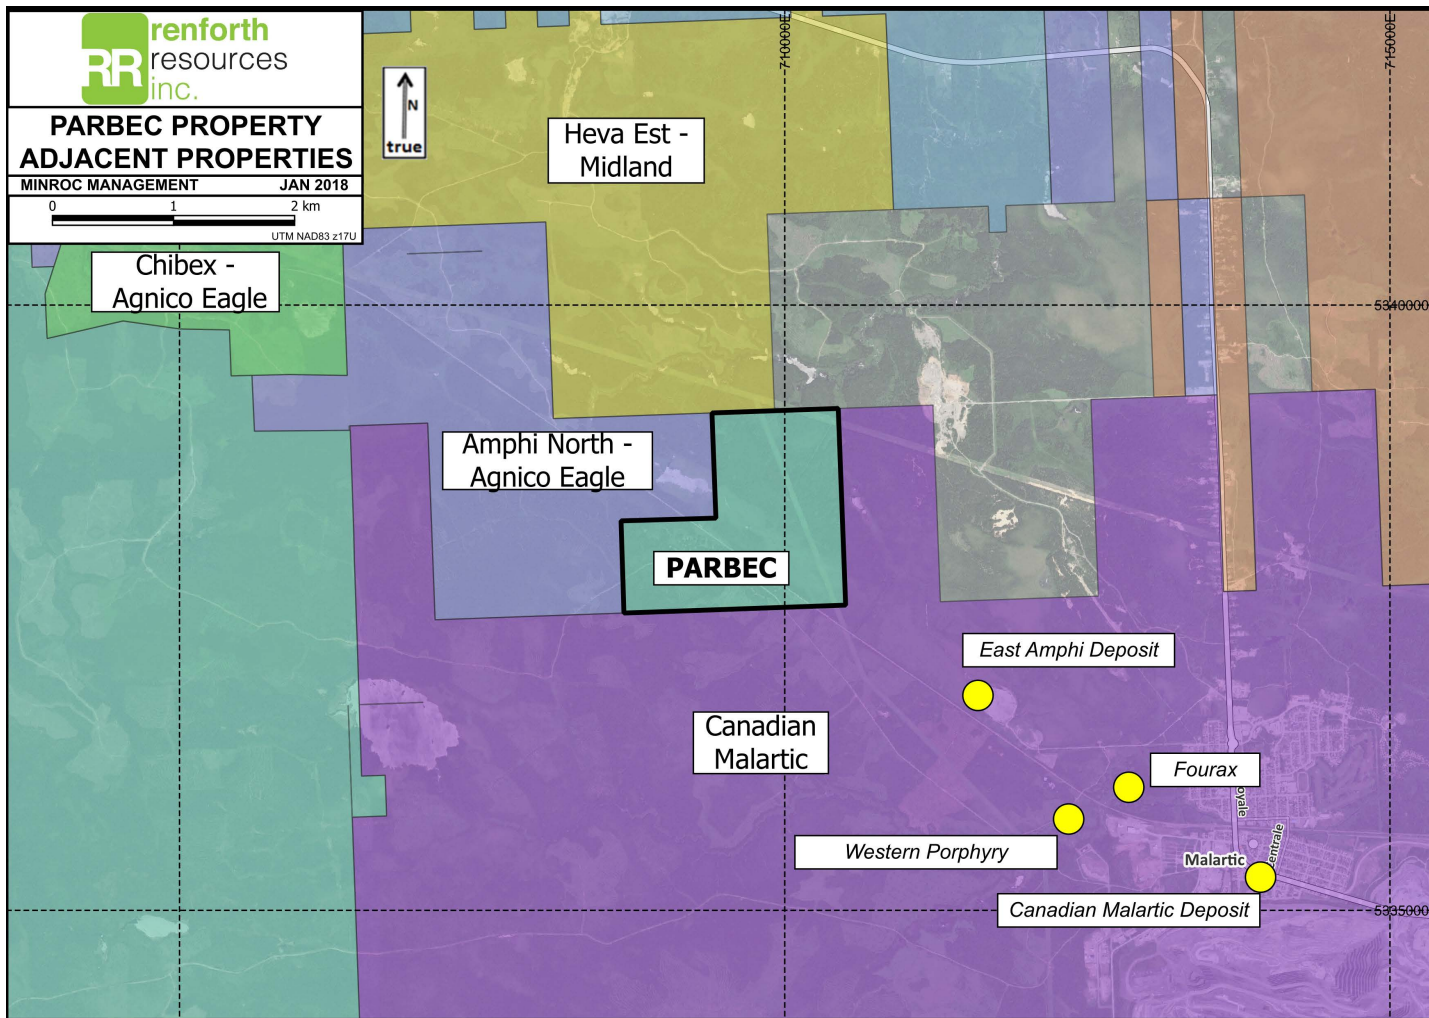 renforth
RR resources
inc.
PARBEC PROPERTY
ADJACENT PROPERTIES
MINROC MANAGEMENT JAN 2018
0 1 2 km
UTM NAD83 z17U
N
true
710000E
715000E
Heva Est -
Midland
Chibex -
Agnico Eagle
5340000
Amphi North -
Agnico Eagle
PARBEC
East Amphi Deposit
Canadian
Malartic
Fourax
oyale
Western Porphyry
Malartic
entrale
Canadian Malartic Deposit
5335000